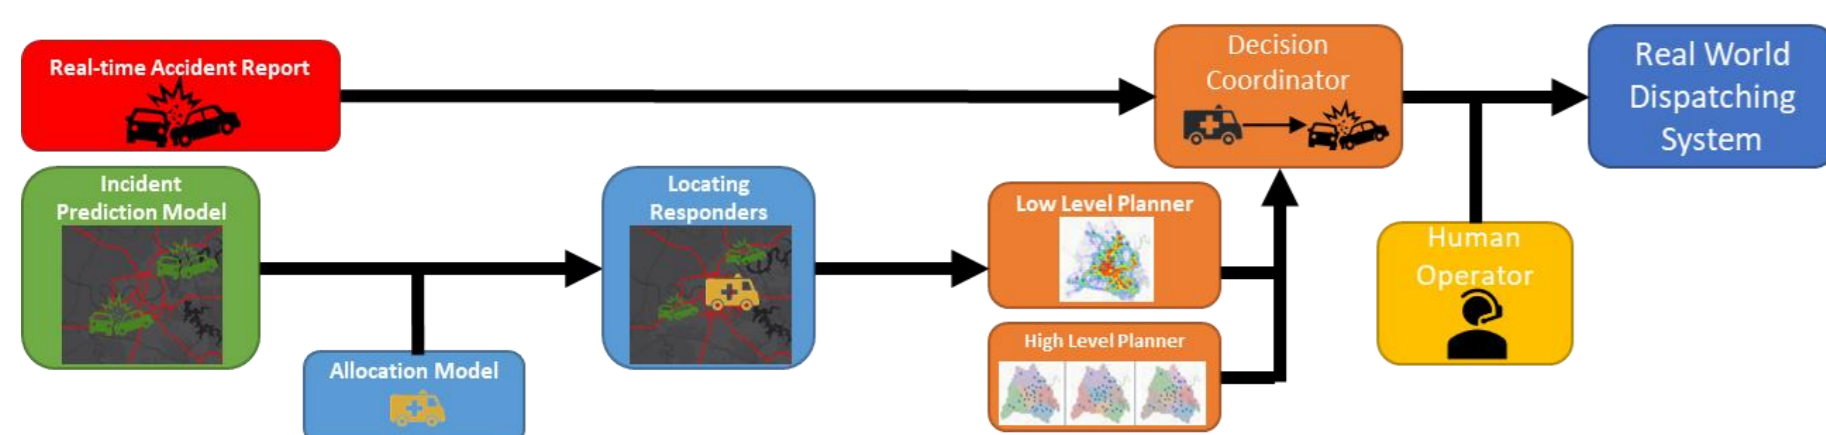 Real-time Accident Report
Decision
Coordinator
Real World
Dispatching
System
Incident
Prediction Model
Locating
Responders
Low Level Planner
Human
Operator
High Level Planner
Allocation Model